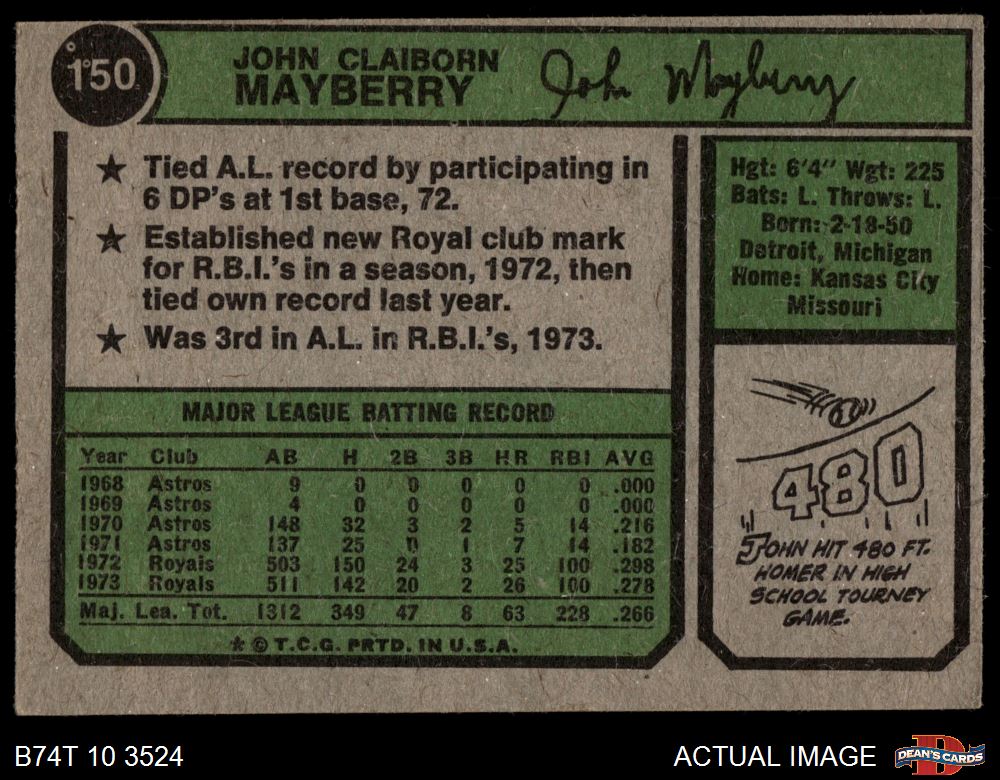 150
JOHN CLAIBORN
MAYBERRY
John Mayberry
★ Tied A.L. record by participating in
6 DP's at 1st base, 72.
★ Established new Royal club mark
for R.B.I.'s in a season, 1972, then
tied own record last year.
★ Was 3rd in A.L. in R.B.I.'s, 1973.
Hgt: 6'4" Wgt: 225
Bats: L. Throws: L.
Born: 2-18-50
Detroit, Michigan
Home: Kansas City
Missouri
MAJOR LEAGUE BATTING RECORD
Year Club AB H 2B 3B HR RBI AVG
1968 Astros 9 0 0 0 0 0 .000
1969 Astros 4 0 0 0 0 0 .000
1970 Astros 148 32 3 2 5 14 .216
1971 Astros 137 25 0 1 7 14 .182
1972 Royals 503 150 24 3 25 100 .298
1973 Royals 511 142 20 2 26 100 .278
Maj. Lea. Tot. 1312 349 47 8 63 228 .266
★ © T.C.G. PRTD. IN U.S.A.
480
JOHN HIT 480 FT.
HOMER IN HIGH
SCHOOL TOURNEY
GAME.
B74T 10 3524
ACTUAL IMAGE
D
DEAN'S CARDS